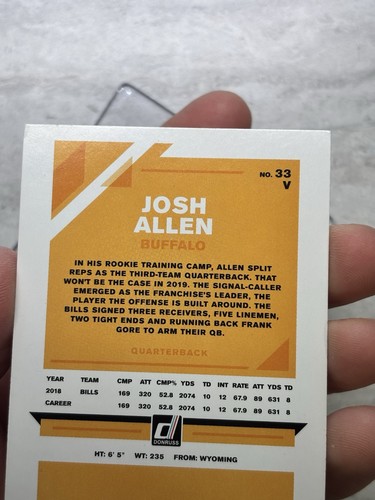 NO. 33
V
JOSH
ALLEN
BUFFALO
IN HIS ROOKIE TRAINING CAMP, ALLEN SPLIT
REPS AS THE THIRD-TEAM QUARTERBACK. THAT
WON'T BE THE CASE IN 2019. THE SIGNAL-CALLER
EMERGED AS THE FRANCHISE'S LEADER, THE
PLAYER THE OFFENSE IS BUILT AROUND. THE
BILLS SIGNED THREE RECEIVERS, FIVE LINEMEN,
TWO TIGHT ENDS AND RUNNING BACK FRANK
GORE TO ARM THEIR QB.
QUARTERBACK
YEAR TEAM CMP ATT CMP% YDS TD INT RATE ATT YDS TD
2018 BILLS 169 320 52.8 2074 10 12 67.9 89 631 8
CAREER 169 320 52.8 2074 10 12 67.9 89 631 8
DONRUSS
HT: 6' 5" WT: 235 FROM: WYOMING